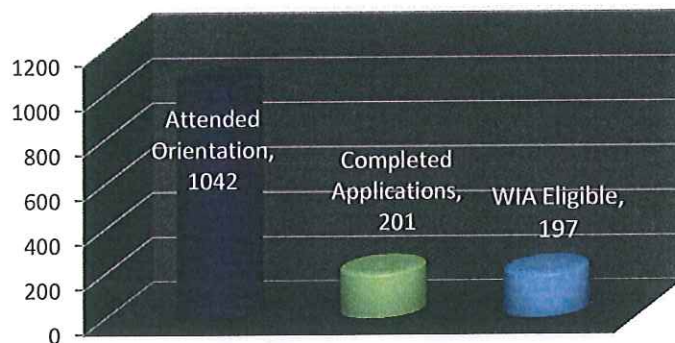 1200
1000
800
600
400
200
0
Attended
Orientation,
1042
Completed
Applications,
201
WIA Eligible,
197